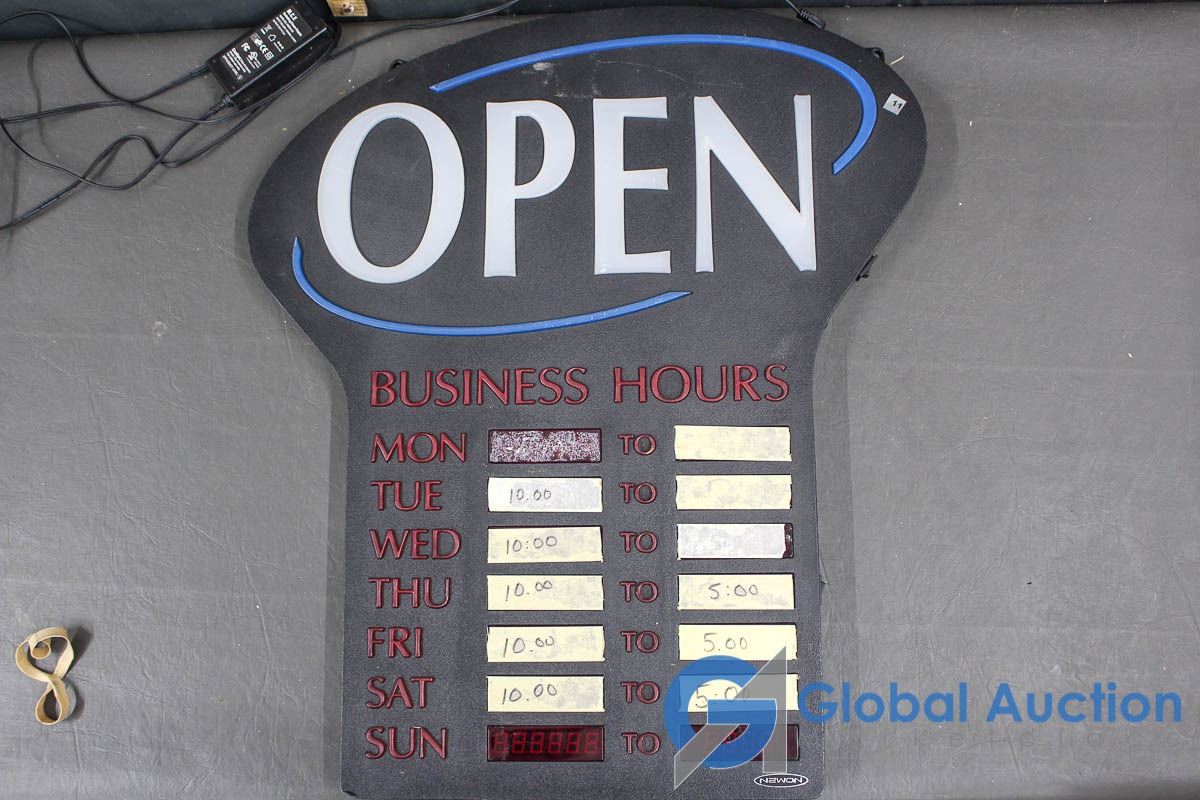 11
OPEN
BUSINESS HOURS
MON TO
TUE 10.00 TO
WED 10:00 TO
THU 10.00 TO 5:00
FRI 10.00 TO 5.00
SAT 10.00 TO
SUN TO
Global Auction
NEWON